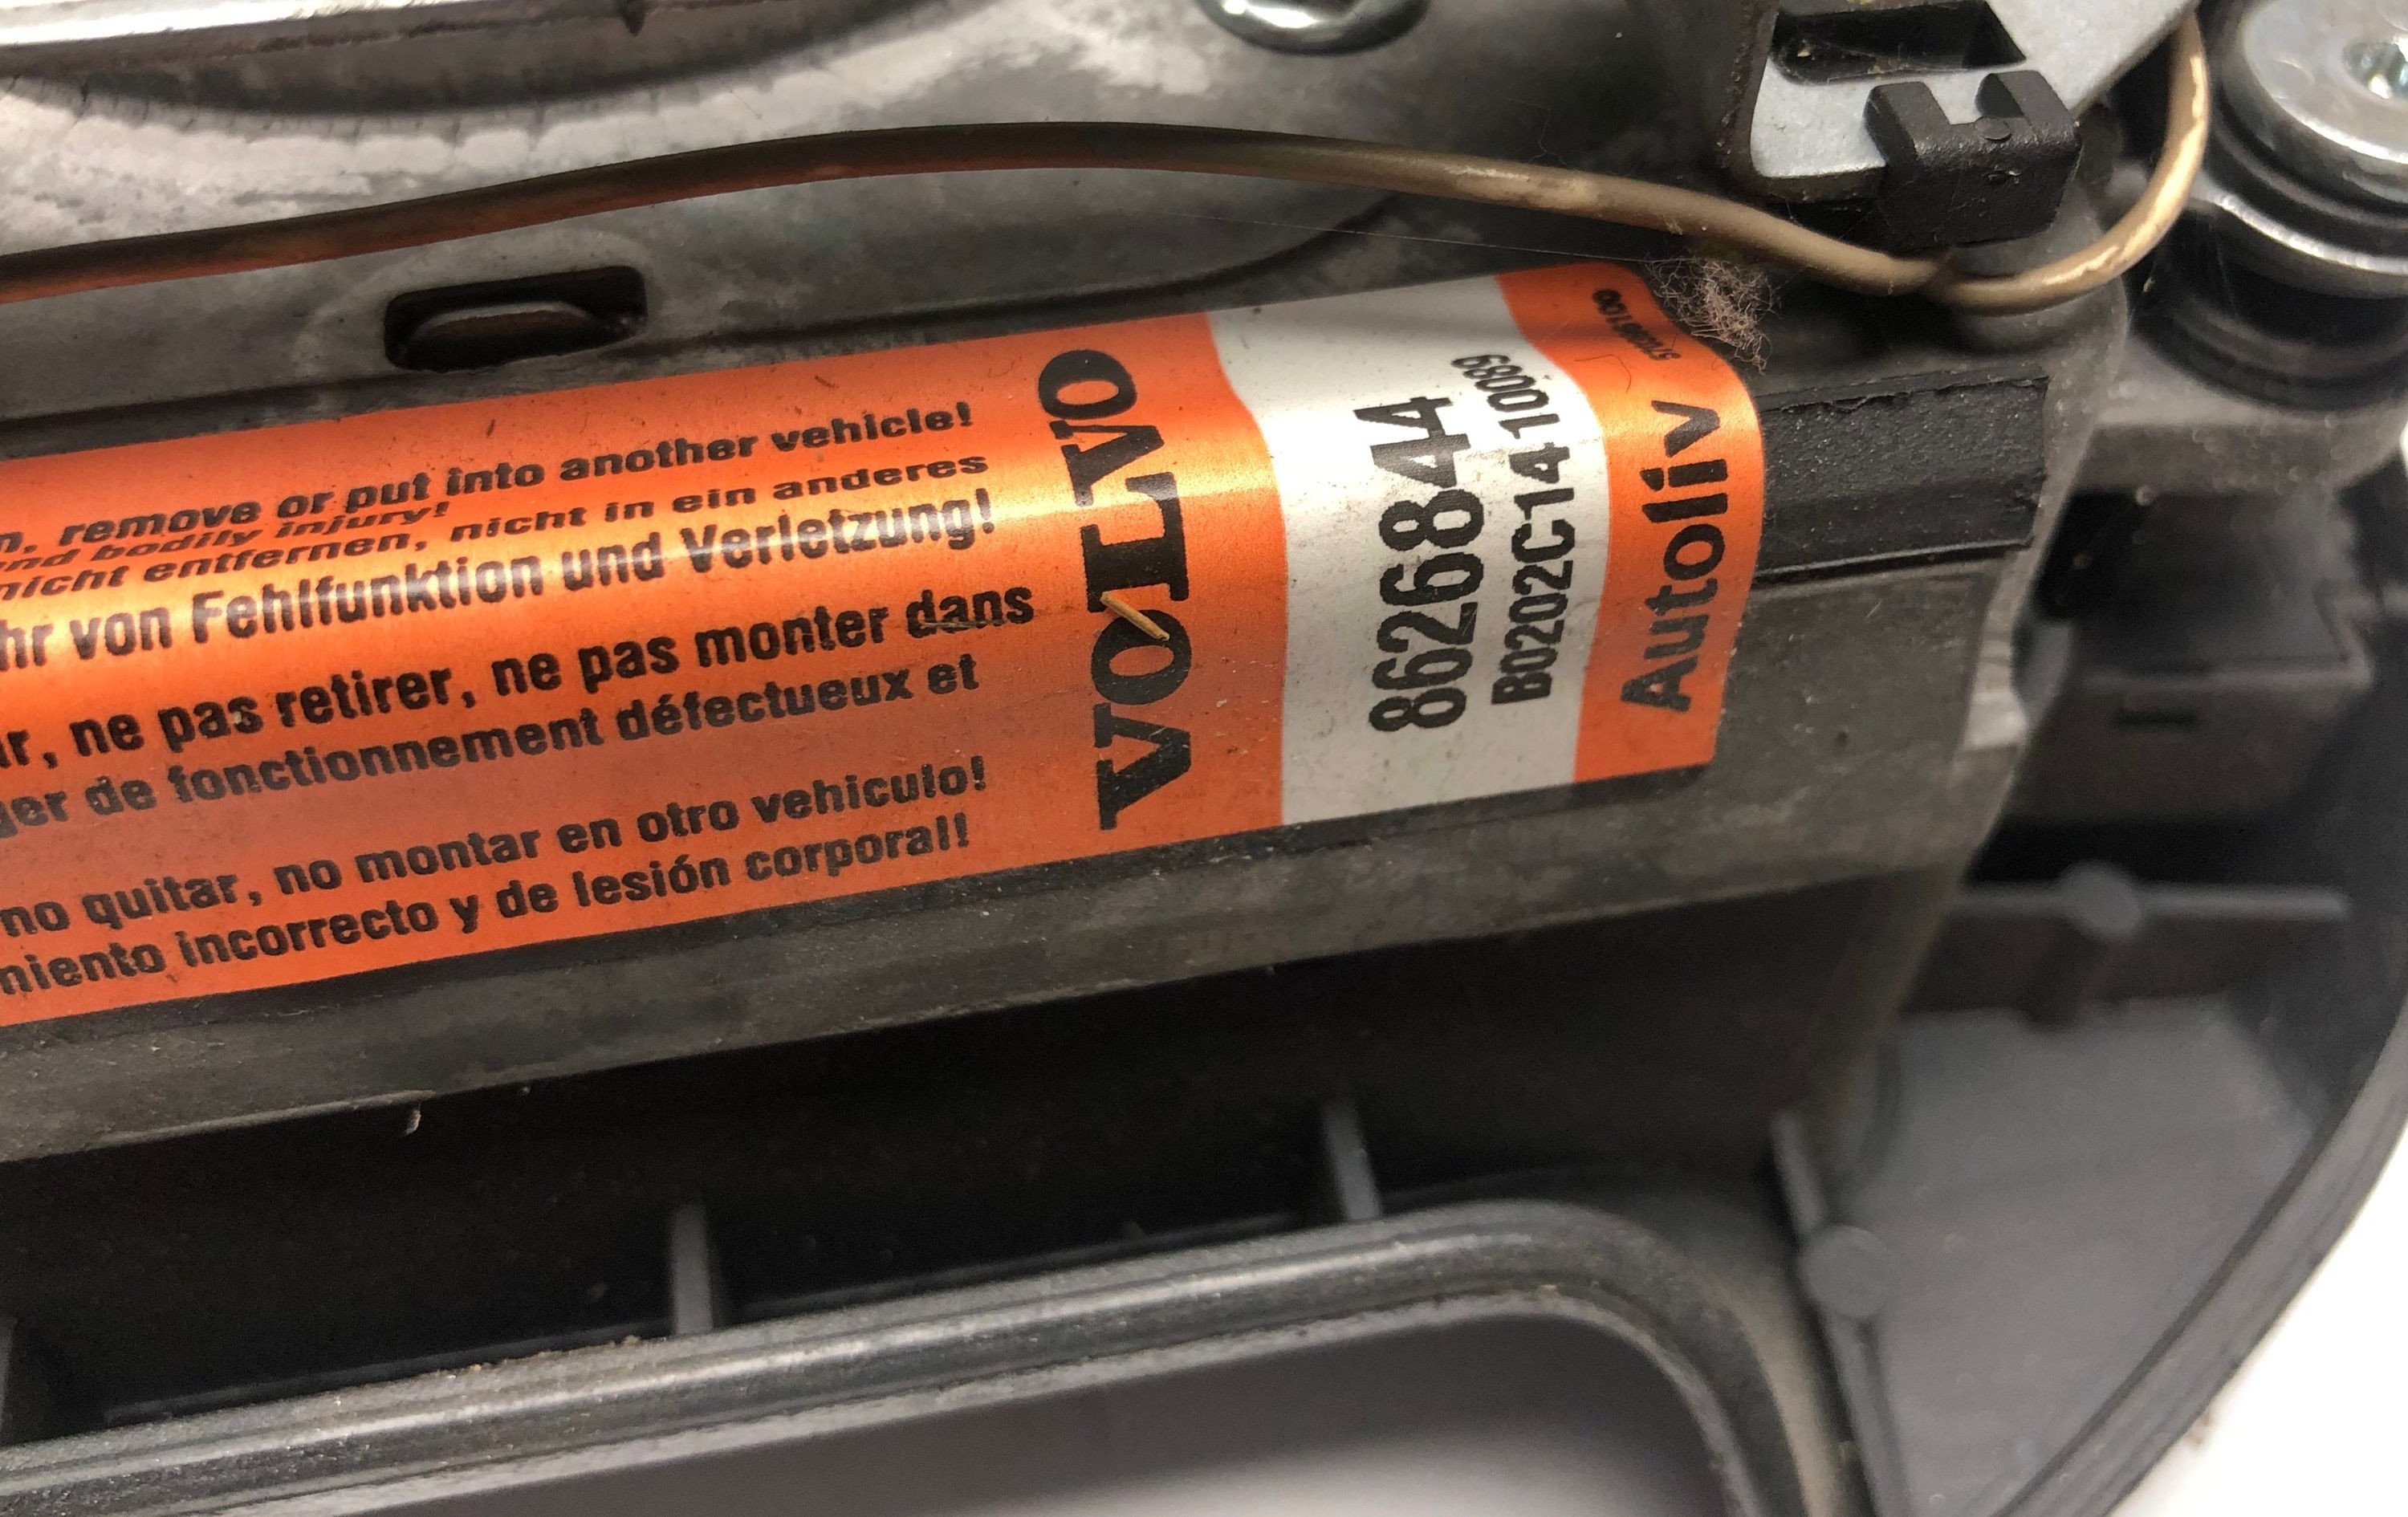 , remove or put into another vehicle!
and bodily injury!
nicht entfernen, nicht in ein anderes
hr von Fehlfunktion und Verletzung!
r, ne pas retirer, ne pas monter dans
ger de fonctionnement défectueux et
no quitar, no montar en otro vehiculo!
miento incorrecto y de lesión corporal!
VOLVO
8626844
B0202C14 10089
Autoliv